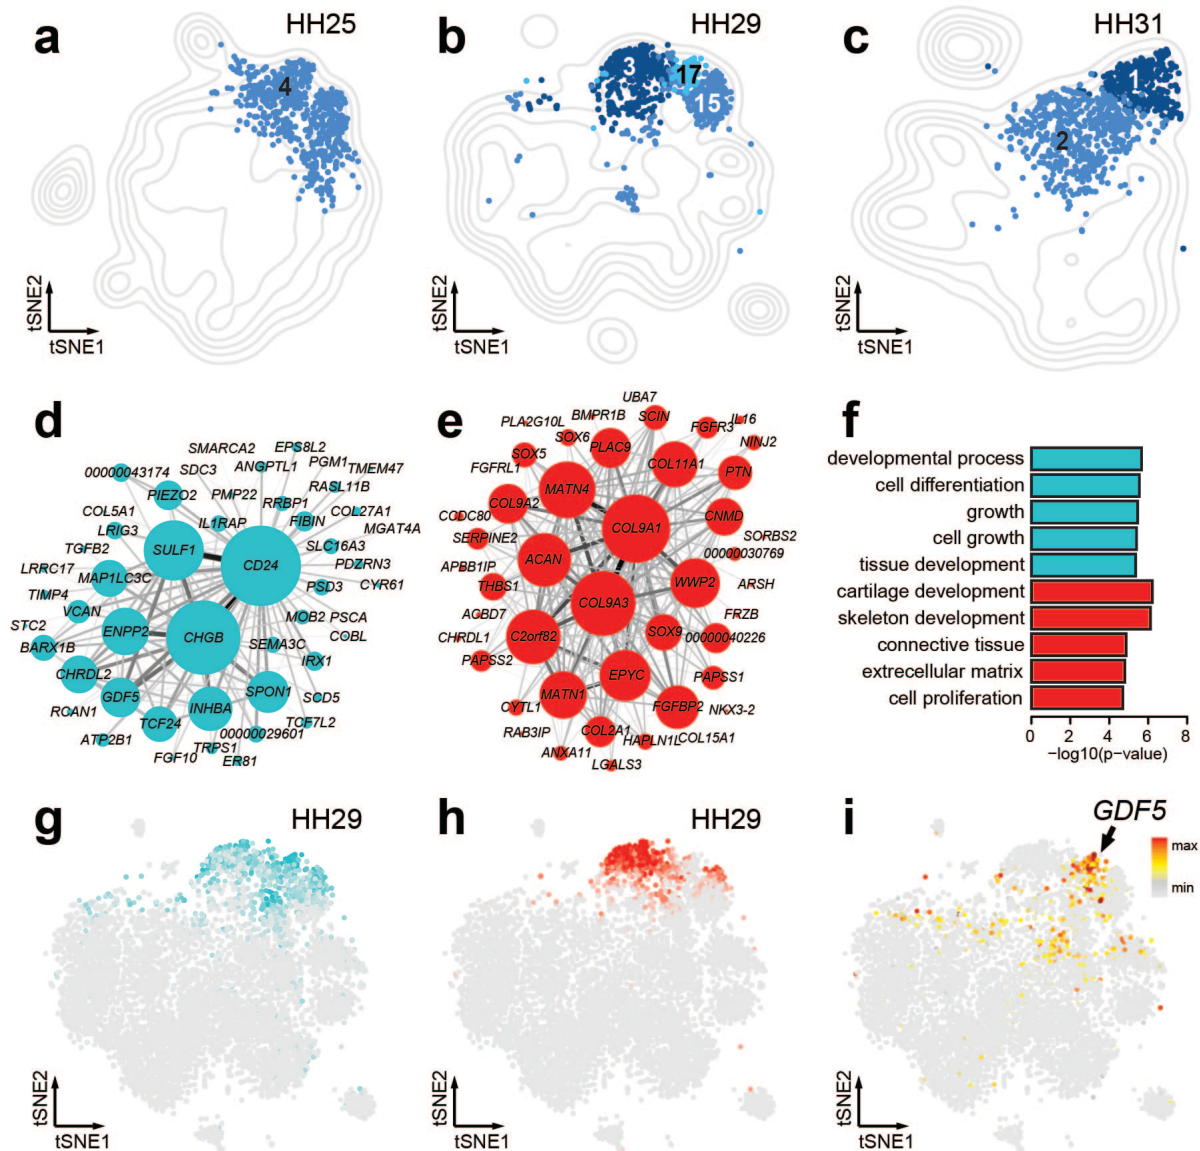 a
HH25
4
tSNE2
tSNE1
b
HH29
3
17
15
tSNE2
tSNE1
c
HH31
1
2
tSNE2
tSNE1
d
SMARCA2
EPS8L2
00000043174
SDC3
ANGPTL1
PGM1
TMEM47
PIEZO2
PMP22
RASL11B
COL5A1
IL1RAP
RRBP1
FIBIN
COL27A1
LRIG3
MGAT4A
TGFB2
SULF1
SLC16A3
CD24
PDZRN3
LRRC17
MAP1LC3C
CYR61
TIMP4
PSD3
VCAN
MOB2
PSCA
STC2
ENPP2
CHGB
COBL
BARX1B
SEMA3C
IRX1
CHRDL2
GDF5
SPON1
SCD5
RCAN1
INHBA
TCF24
TCF7L2
ATP2B1
00000029601
TRPS1
FGF10
ER81
e
UBA7
PLA2G10L
BMPR1B
SCIN
IL16
SOX6
FGFR3
PLAC9
NINJ2
SOX5
COL11A1
FGFRL1
PTN
MATN4
COL9A2
CNMD
CCDC80
COL9A1
SORBS2
SERPINE2
00000030769
ACAN
APBB1IP
THBS1
WWP2
ARSH
COL9A3
ACBD7
FRZB
CHRDL1
C2orf82
SOX9
00000040226
PAPSS2
EPYC
PAPSS1
MATN1
CYTL1
FGFBP2
NKX3-2
RAB3IP
COL2A1
HAPLN1L
COL15A1
ANXA11
LGALS3
f
developmental process
cell differentiation
growth
cell growth
tissue development
cartilage development
skeleton development
connective tissue
extrecellular matrix
cell proliferation
0 2 4 6 8
−log10(p-value)
g
HH29
tSNE2
tSNE1
h
HH29
tSNE2
tSNE1
i
GDF5
max
min
tSNE2
tSNE1